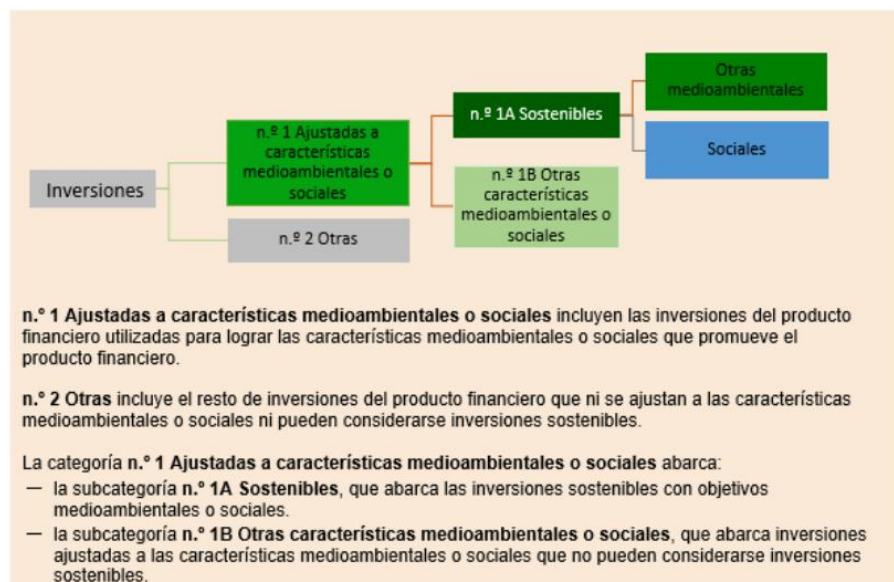 Otras
medioambientales
n.º 1A Sostenibles
n.º 1 Ajustadas a
características
medioambientales o
sociales
Sociales
Inversiones
n.º 1B Otras
características
medioambientales o
sociales
n.º 2 Otras
n.º 1 Ajustadas a características medioambientales o sociales incluyen las inversiones del producto
financiero utilizadas para lograr las características medioambientales o sociales que promueve el
producto financiero.
n.º 2 Otras incluye el resto de inversiones del producto financiero que ni se ajustan a las características
medioambientales o sociales ni pueden considerarse inversiones sostenibles.
La categoría n.º 1 Ajustadas a características medioambientales o sociales abarca:
— la subcategoría n.º 1A Sostenibles, que abarca las inversiones sostenibles con objetivos
medioambientales o sociales.
— la subcategoría n.º 1B Otras características medioambientales o sociales, que abarca inversiones
ajustadas a las características medioambientales o sociales que no pueden considerarse inversiones
sostenibles.